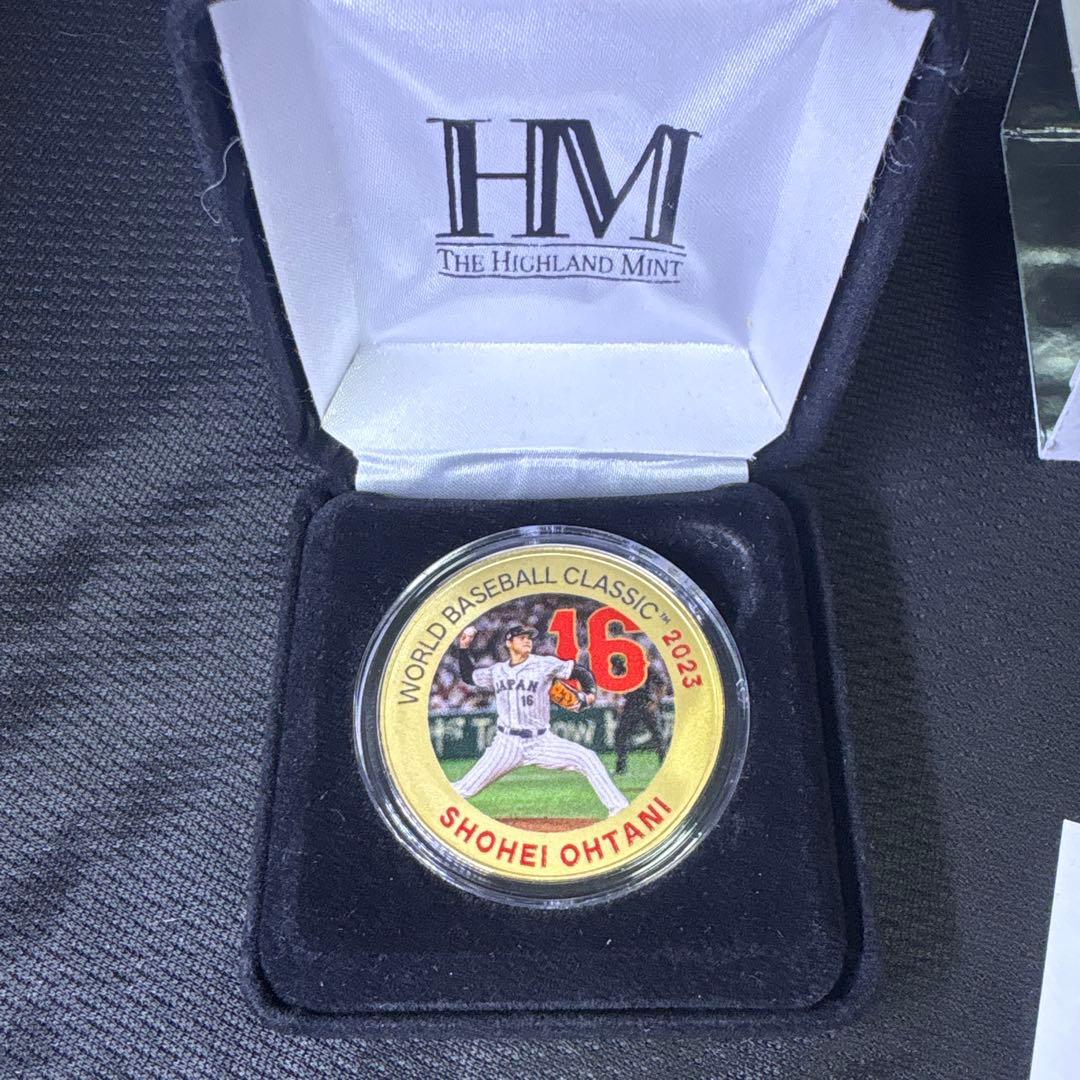 HM
THE HIGHLAND MINT
WORLD BASEBALL CLASSIC™ 2023
16
JAPAN
16
SHOHEI OHTANI